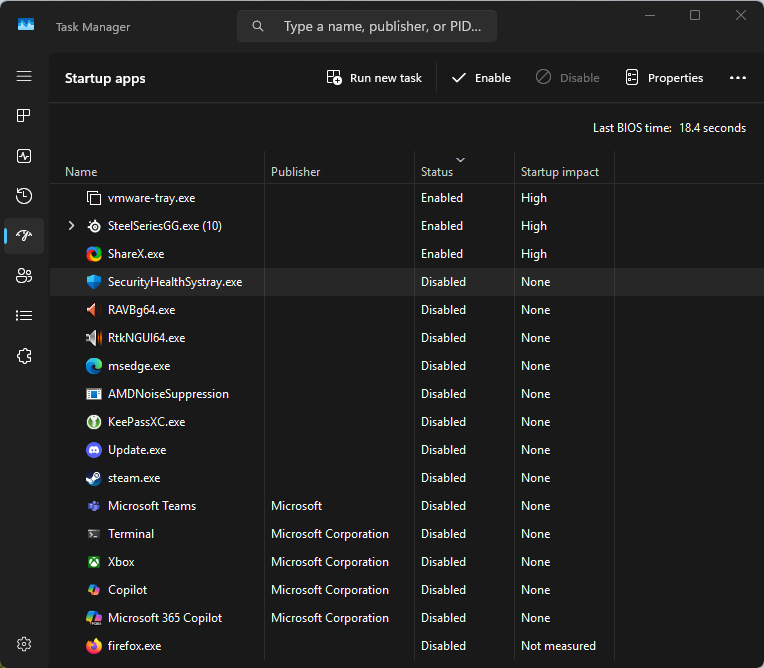 Task Manager
Type a name, publisher, or PID...
Startup apps
Run new task
Enable
Disable
Properties
Last BIOS time: 18.4 seconds
Name Publisher Status Startup impact
vmware-tray.exe Enabled High
SteelSeriesGG.exe (10) Enabled High
ShareX.exe Enabled High
SecurityHealthSystray.exe Disabled None
RAVBg64.exe Disabled None
RtkNGUI64.exe Disabled None
msedge.exe Disabled None
AMDNoiseSuppression Disabled None
KeePassXC.exe Disabled None
Update.exe Disabled None
steam.exe Disabled None
Microsoft Teams Microsoft Disabled None
Terminal Microsoft Corporation Disabled None
Xbox Microsoft Corporation Disabled None
Copilot Microsoft Corporation Disabled None
Microsoft 365 Copilot Microsoft Corporation Disabled None
firefox.exe Disabled Not measured